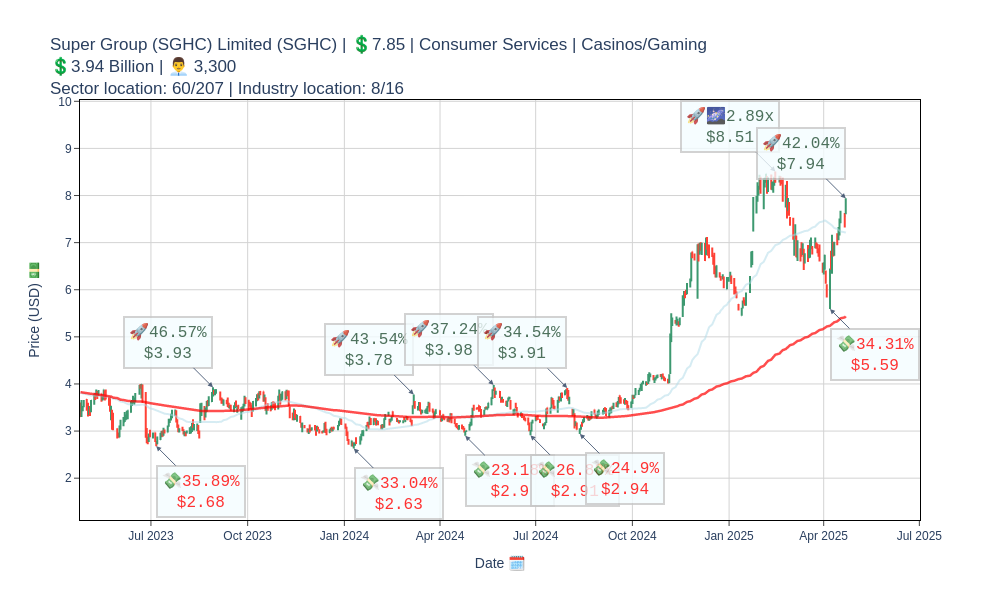 Super Group (SGHC) Limited (SGHC) | 💲7.85 | Consumer Services | Casinos/Gaming
💲3.94 Billion | 👨‍💼 3,300
Sector location: 60/207 | Industry location: 8/16
Price (USD) 💵
10
9
8
7
6
5
4
3
2
🚀🌌2.89x
$8.51
🚀42.04%
$7.94
🚀46.57%
$3.93
🚀43.54%
$3.78
🚀37.24
$3.98
🚀34.54%
$3.91
💸34.31%
$5.59
💸35.89%
$2.68
💸33.04%
$2.63
💸23.1
$2.9
💸26.
$2.91
💸24.9%
$2.94
Jul 2023
Oct 2023
Jan 2024
Apr 2024
Jul 2024
Oct 2024
Jan 2025
Apr 2025
Jul 2025
Date 🗓️